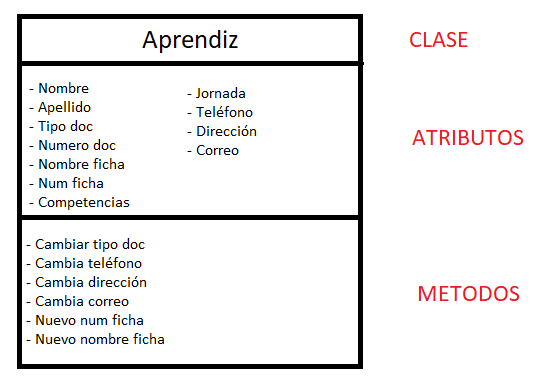 Aprendiz
CLASE
- Nombre
- Apellido
- Tipo doc
- Numero doc
- Nombre ficha
- Num ficha
- Competencias
- Jornada
- Teléfono
- Dirección
- Correo
ATRIBUTOS
- Cambiar tipo doc
- Cambia teléfono
- Cambia dirección
- Cambia correo
- Nuevo num ficha
- Nuevo nombre ficha
METODOS